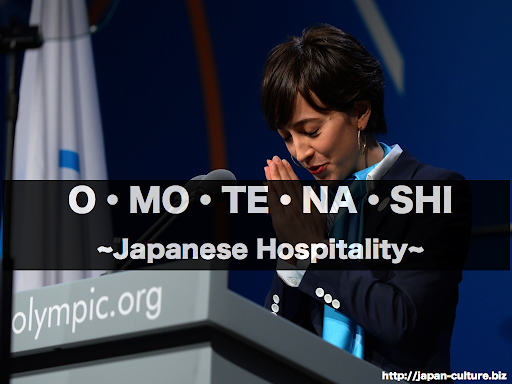 O・MO・TE・NA・SHI
~Japanese Hospitality~
olympic.org
http://japan-culture.biz